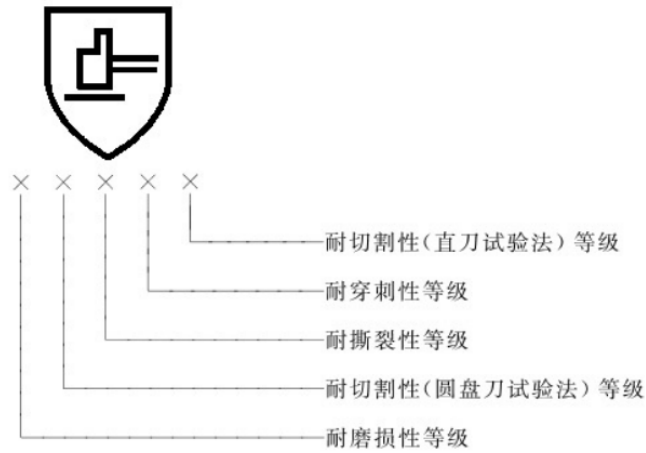 × × × × ×
耐切割性(直刀试验法)等级
耐穿刺性等级
耐撕裂性等级
耐切割性(圆盘刀试验法)等级
耐磨损性等级